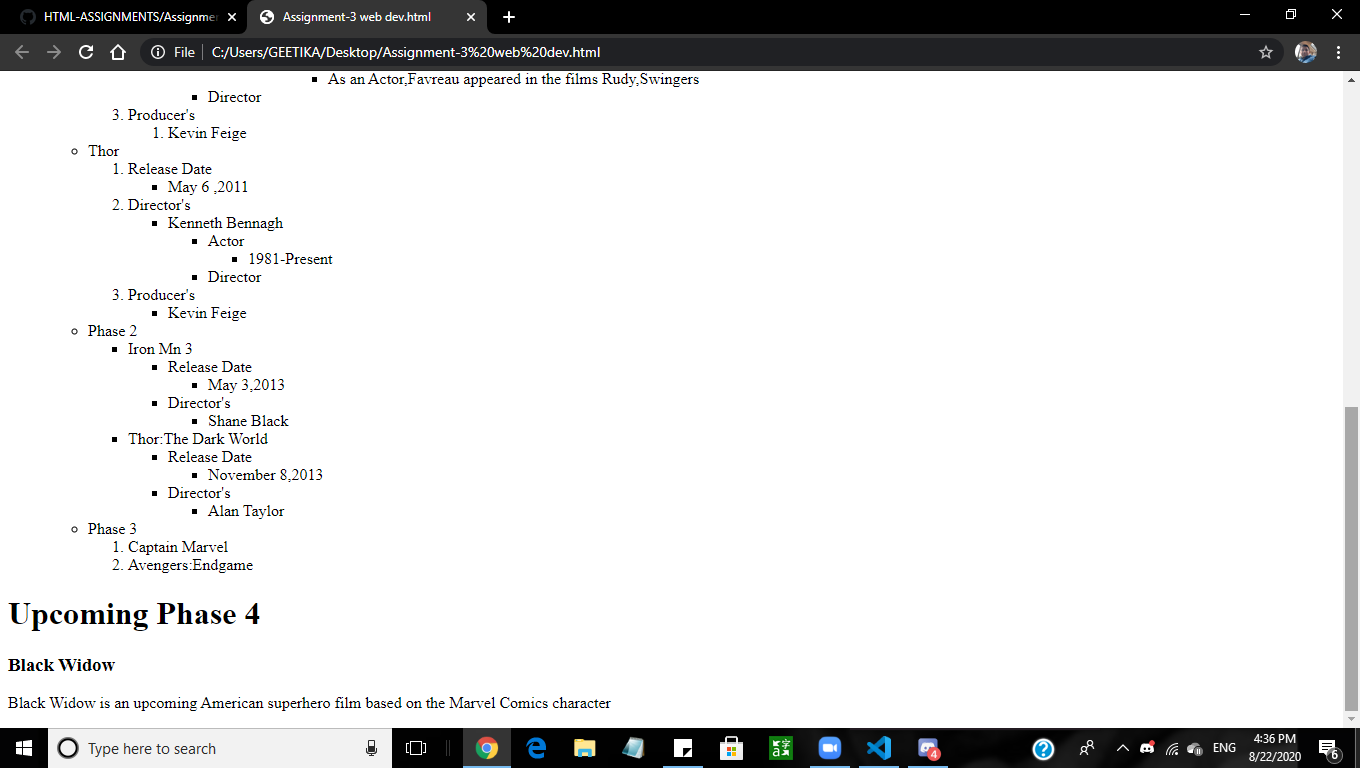 HTML-ASSIGNMENTS/Assignmen
Assignment-3 web dev.html
File
C:/Users/GEETIKA/Desktop/Assignment-3%20web%20dev.html
As an Actor,Favreau appeared in the films Rudy,Swingers
Director
3. Producer's
1. Kevin Feige
Thor
1. Release Date
May 6 ,2011
2. Director's
Kenneth Bennagh
Actor
1981-Present
Director
3. Producer's
Kevin Feige
Phase 2
Iron Mn 3
Release Date
May 3,2013
Director's
Shane Black
Thor:The Dark World
Release Date
November 8,2013
Director's
Alan Taylor
Phase 3
1. Captain Marvel
2. Avengers:Endgame
Upcoming Phase 4
Black Widow
Black Widow is an upcoming American superhero film based on the Marvel Comics character
Type here to search
4
ENG
4:36 PM
8/22/2020
6